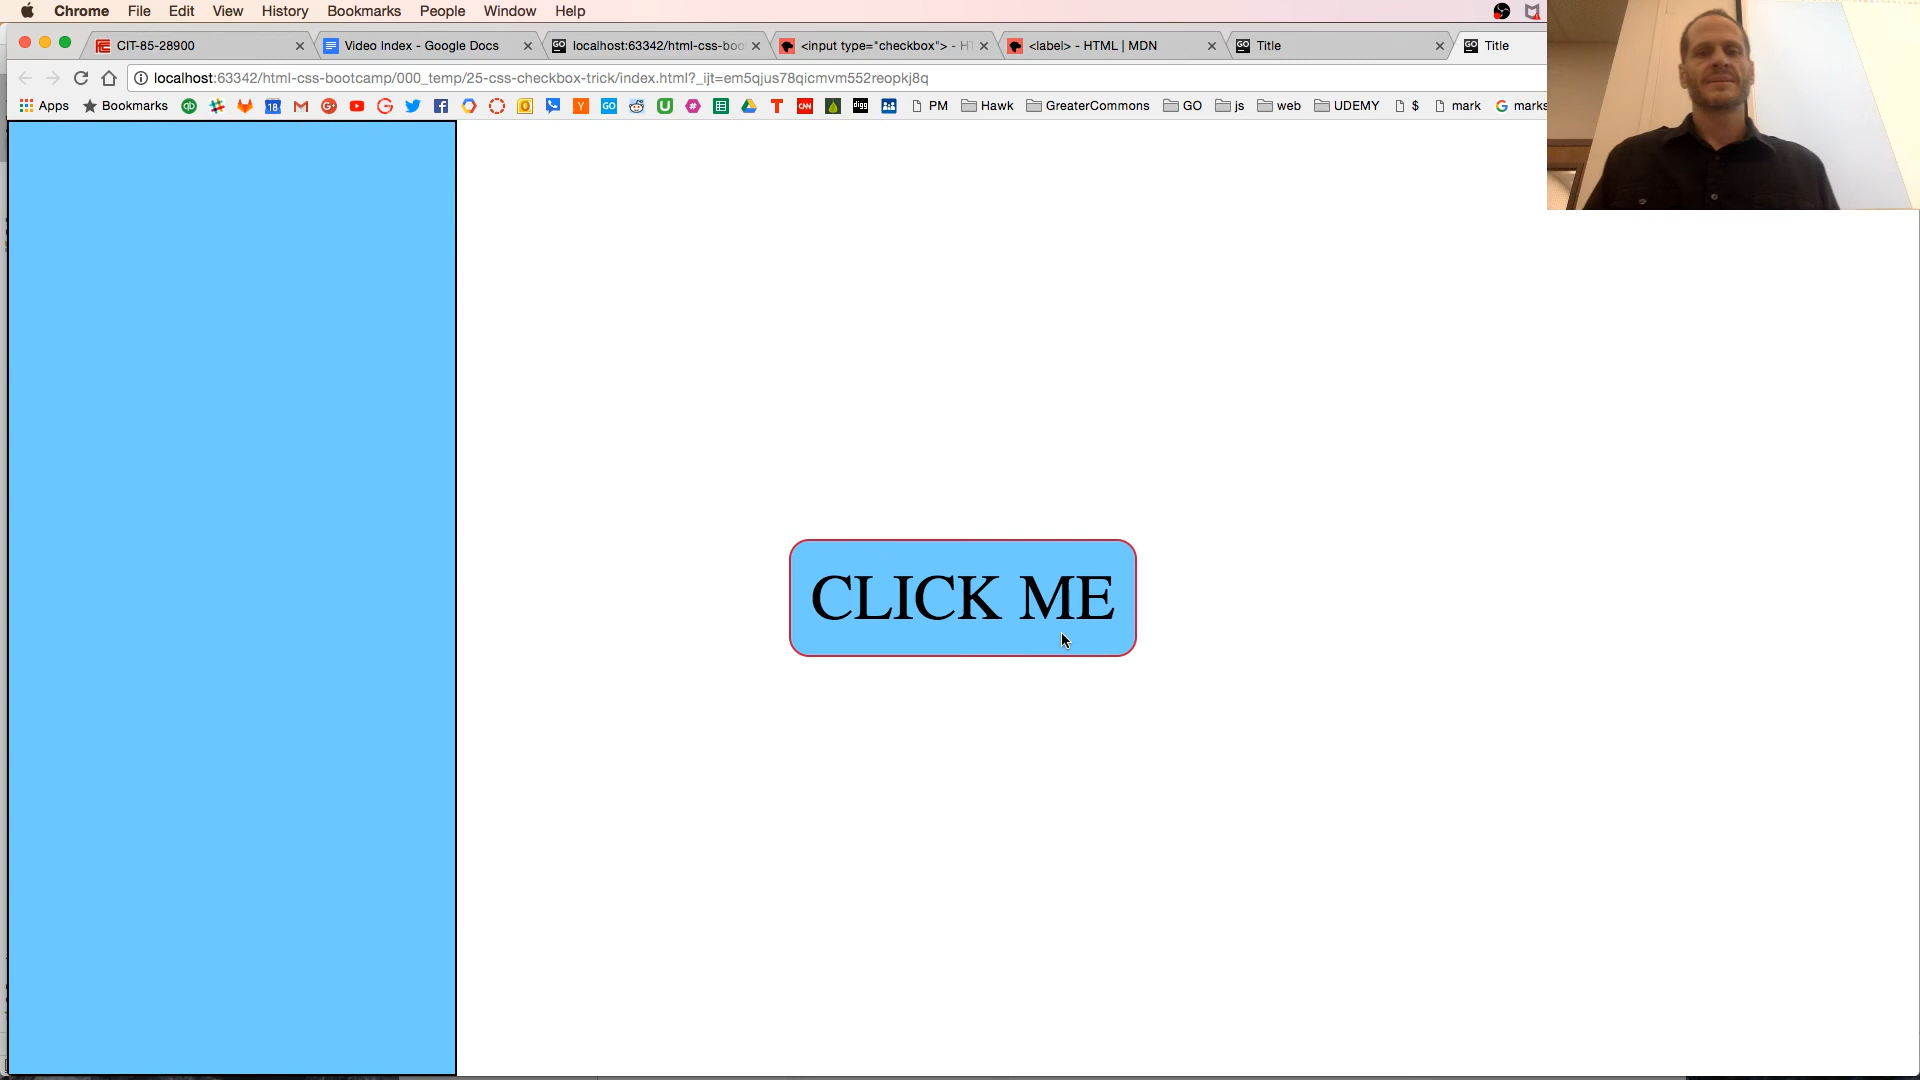 Chrome File Edit View History Bookmarks People Window Help
CIT-85-28900
Video Index - Google Docs
localhost:63342/html-css-boo
<input type="checkbox"> - HT
<label> - HTML | MDN
Title
Title
localhost:63342/html-css-bootcamp/000_temp/25-css-checkbox-trick/index.html?_ijt=em5qjus78qicmvm552reopkj8q
Apps Bookmarks PM Hawk GreaterCommons GO js web UDEMY $ mark marks
CLICK ME